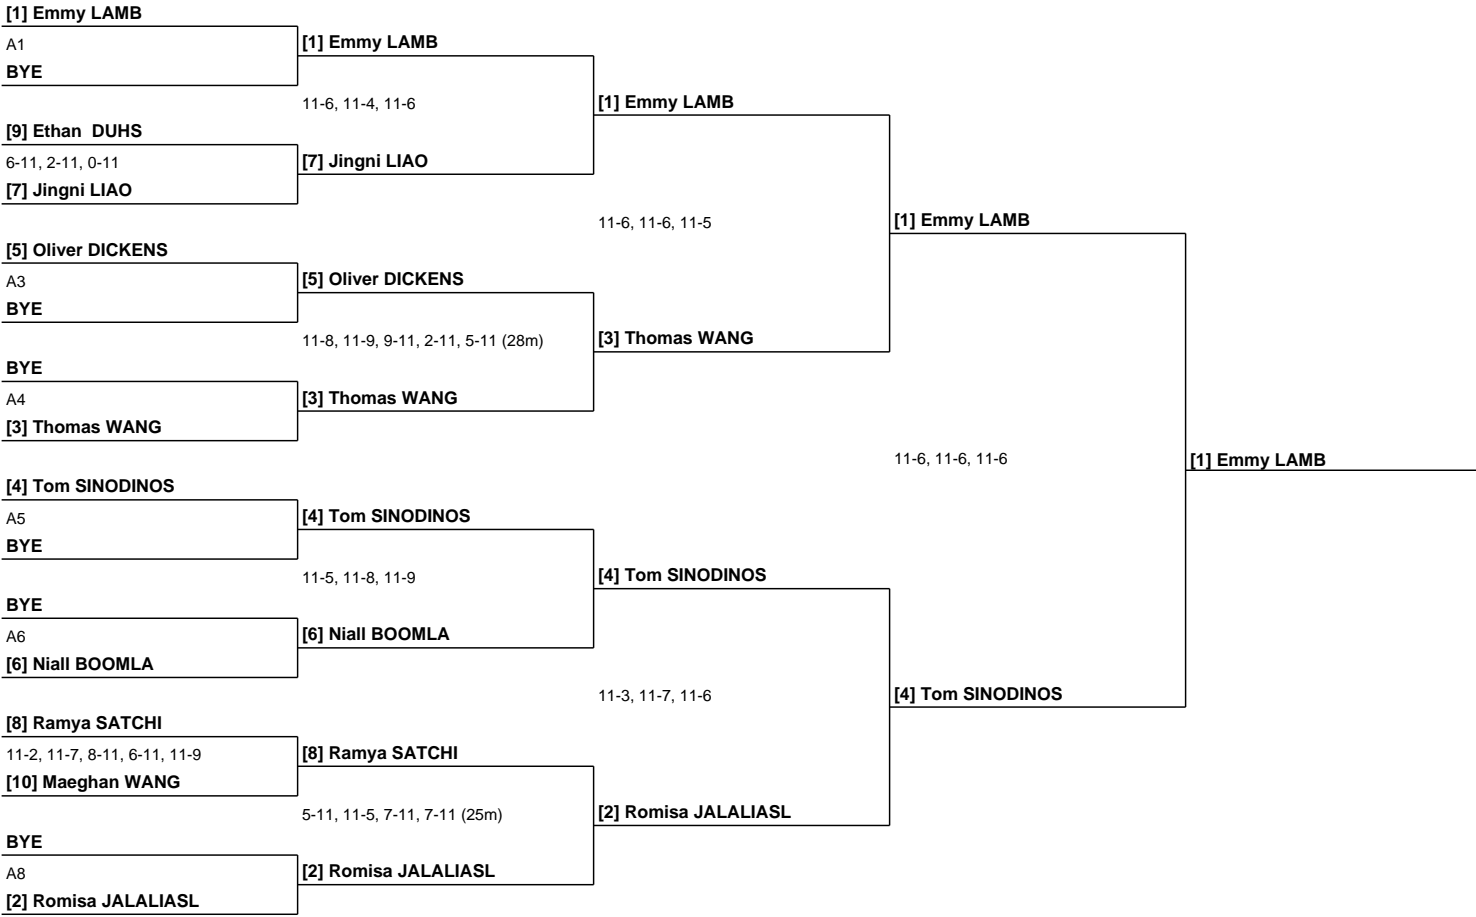 [1] Emmy LAMB
A1
BYE
[9] Ethan  DUHS
6-11, 2-11, 0-11
[7] Jingni LIAO
[5] Oliver DICKENS
A3
BYE
BYE
A4
[3] Thomas WANG
[4] Tom SINODINOS
A5
BYE
BYE
A6
[6] Niall BOOMLA
[8] Ramya SATCHI
11-2, 11-7, 8-11, 6-11, 11-9
[10] Maeghan WANG
BYE
A8
[2] Romisa JALALIASL
[1] Emmy LAMB
11-6, 11-4, 11-6
[7] Jingni LIAO
[5] Oliver DICKENS
11-8, 11-9, 9-11, 2-11, 5-11 (28m)
[3] Thomas WANG
[4] Tom SINODINOS
11-5, 11-8, 11-9
[6] Niall BOOMLA
[8] Ramya SATCHI
5-11, 11-5, 7-11, 7-11 (25m)
[2] Romisa JALALIASL
[1] Emmy LAMB
11-6, 11-6, 11-5
[3] Thomas WANG
[4] Tom SINODINOS
11-3, 11-7, 11-6
[2] Romisa JALALIASL
[1] Emmy LAMB
11-6, 11-6, 11-6
[4] Tom SINODINOS
[1] Emmy LAMB